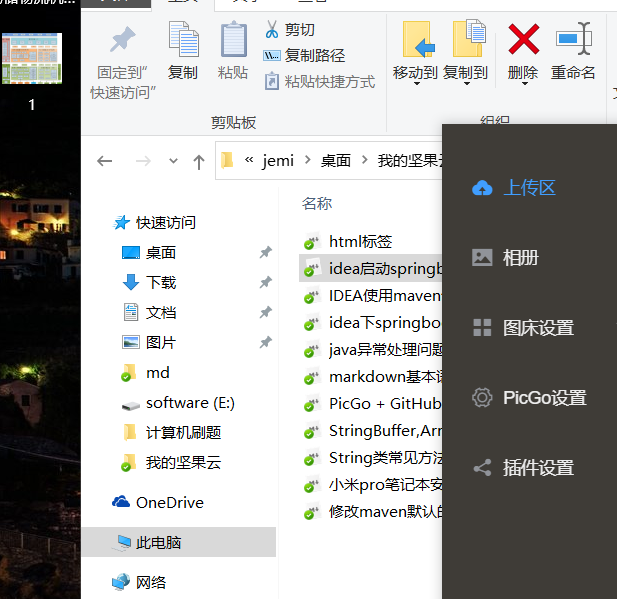 1
固定到“
快速访问”
复制
粘贴
剪切
复制路径
粘贴快捷方式
剪贴板
移动到
复制到
删除
重命名
组织
« jemi > 桌面 > 我的坚果云
快速访问
桌面
下载
文档
图片
md
software (E:)
计算机刷题
我的坚果云
OneDrive
此电脑
网络
名称
html标签
idea启动springb
IDEA使用maven
idea下springbo
java异常处理问题
markdown基本语
PicGo + GitHub
StringBuffer,Arr
String类常见方法
小米pro笔记本安
修改maven默认的
上传区
相册
图床设置
PicGo设置
插件设置